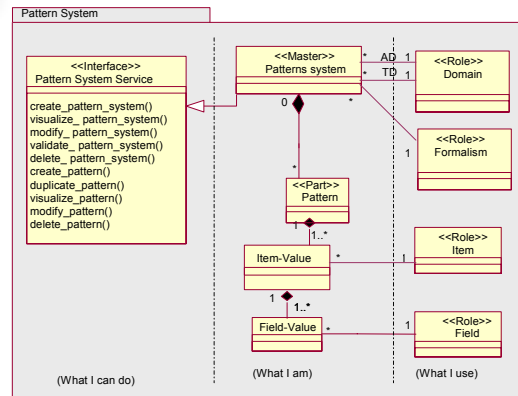 Pattern System
<<Interface>>
Pattern System Service
create_pattern_system()
visualize_ pattern_system()
modify_ pattern_system()
validate_ pattern_system()
delete_ pattern_system()
create_pattern()
duplicate_pattern()
visualize_pattern()
modify_pattern()
delete_pattern()
(What I can do)
<<Master>>
Patterns system
0
*
*
*
*
<<Part>>
Pattern
1
1..*
Item-Value
*
1
1..*
Field-Value
*
(What I am)
AD 1
TD 1
<<Role>>
Domain
1
<<Role>>
Formalism
1
<<Role>>
Item
1
<<Role>>
Field
(What I use)